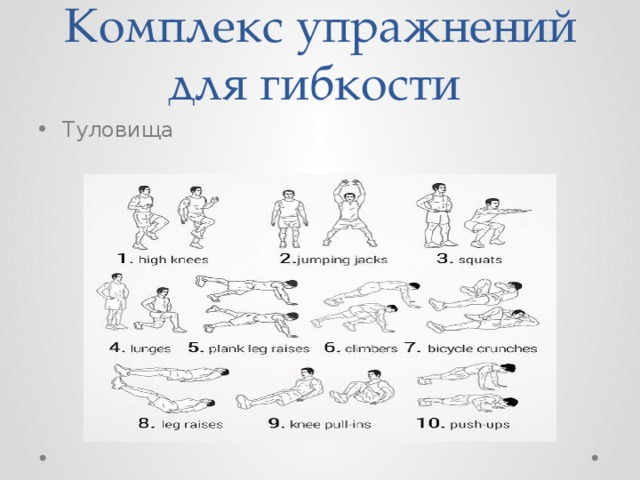 Комплекс упражнений
для гибкости
• Туловища
1. high knees 2.jumping jacks 3. squats
4. lunges 5. plank leg raises 6. climbers 7. bicycle crunches
8. leg raises 9. knee pull-ins 10. push-ups